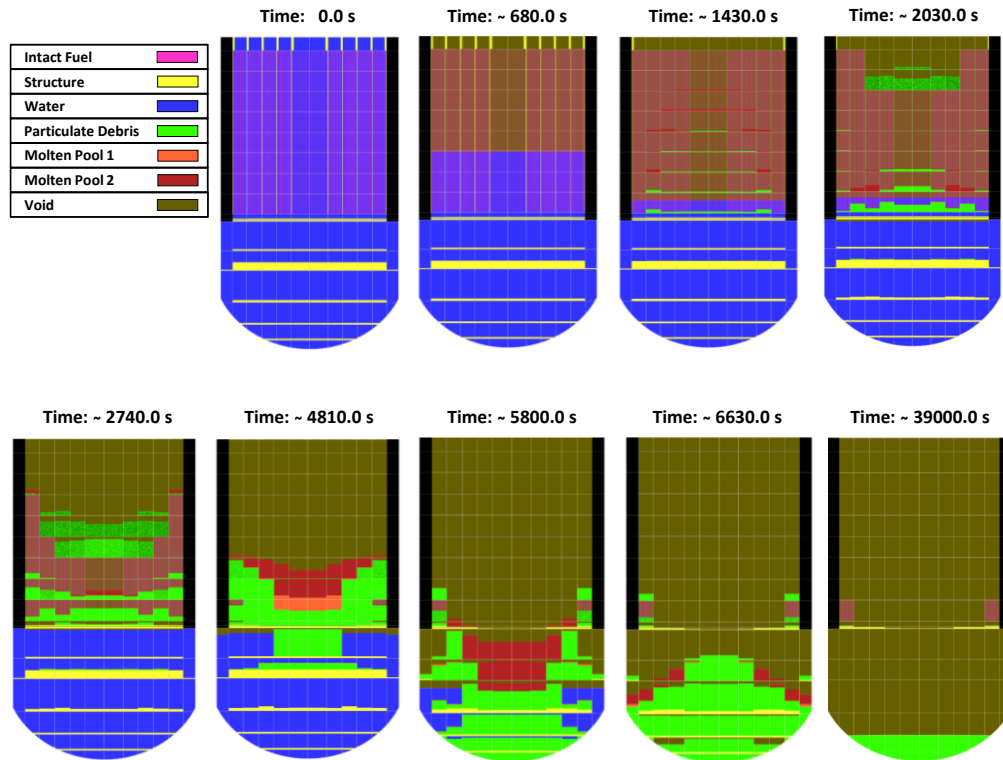 Time: 0.0 s
Time: ~ 680.0 s
Time: ~ 1430.0 s
Time: ~ 2030.0 s
Intact Fuel
Structure
Water
Particulate Debris
Molten Pool 1
Molten Pool 2
Void
Time: ~ 2740.0 s
Time: ~ 4810.0 s
Time: ~ 5800.0 s
Time: ~ 6630.0 s
Time: ~ 39000.0 s